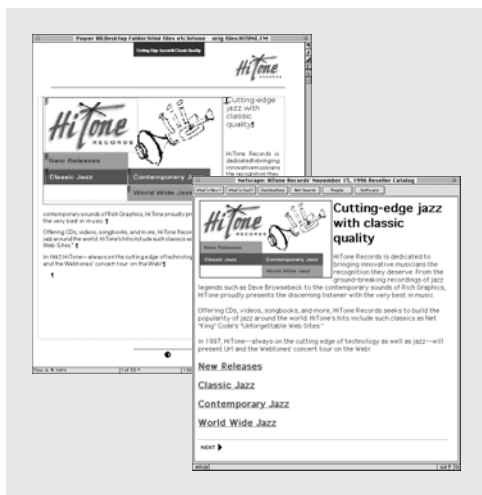 Power HD:Desktop Folder:html files etc:hitone - orig files:HITONE.FM
Cutting-Edge Jazz with Classic Quality
HiTone
RECORDS
HiTone
RECORDS
Cutting-edge
jazz with
classic
quality¶
New Releases
Classic Jazz
Contemporary J
World Wide Jazz
HiTone Records is
dedicated to bringing
innovative musicians
the recognition they
contemporary sounds of Rich Graphics, HiTone proudly pr
the very best in music. ¶
Offering CDs, videos, songbooks, and more, HiTone Recor
jazz around the world. HiTone's hits include such classics as
Web Sites." ¶
In 1962 HiTone—always on the cutting edge of technology
and the Webtones' concert tour on the Web! ¶
¶
Flow: A
1 of 10 *
Netscape: HiTone Records' November 15, 1996 Reseller Catalog
What's New?
What's Cool?
Destinations
Net Search
People
Software
HiTone
RECORDS
New Releases
Classic Jazz
Contemporary Jazz
World Wide Jazz
Cutting-edge jazz
with classic
quality
HiTone Records is dedicated to
bringing innovative musicians the
recognition they deserve. From the
ground-breaking recordings of jazz
legends such as Dave Browsebeck to the contemporary sounds of Rich Graphics,
HiTone proudly presents the discerning listener with the very best in music.
Offering CDs, videos, songbooks, and more, HiTone Records seeks to build the
popularity of jazz around the world. HiTone's hits include such classics as Net
"King" Code's "Unforgettable Web Sites."
In 1997, HiTone--always on the cutting edge of technology as well as jazz--will
present Url and the Webtones' concert tour on the Web!
New Releases
Classic Jazz
Contemporary Jazz
World Wide Jazz
NEXT